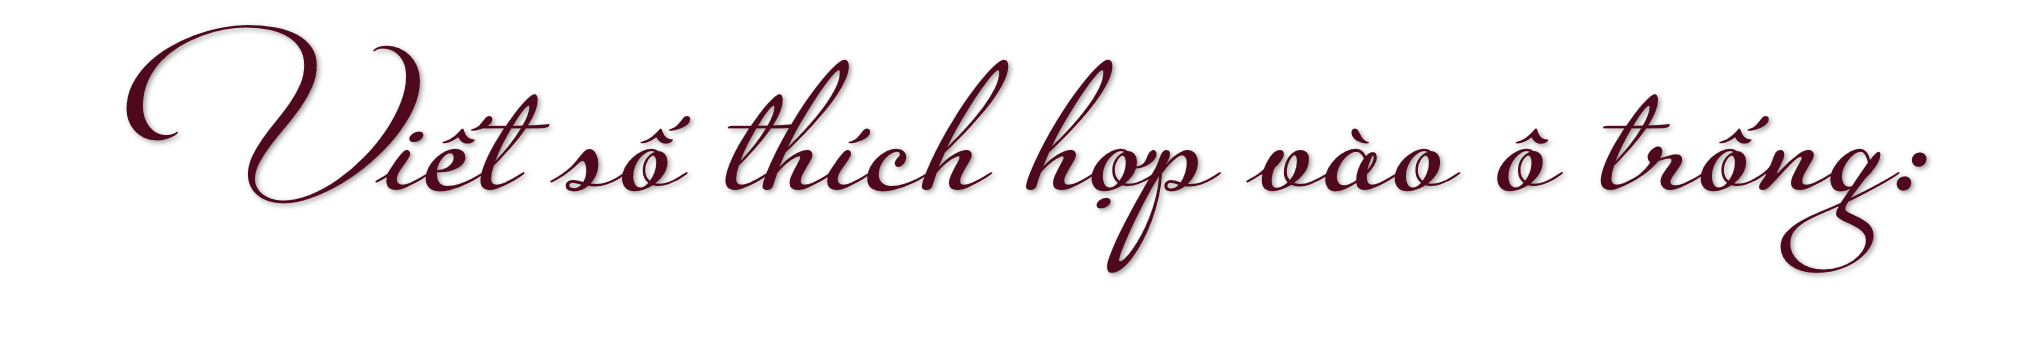 Viết số thích hợp vào ô trống: